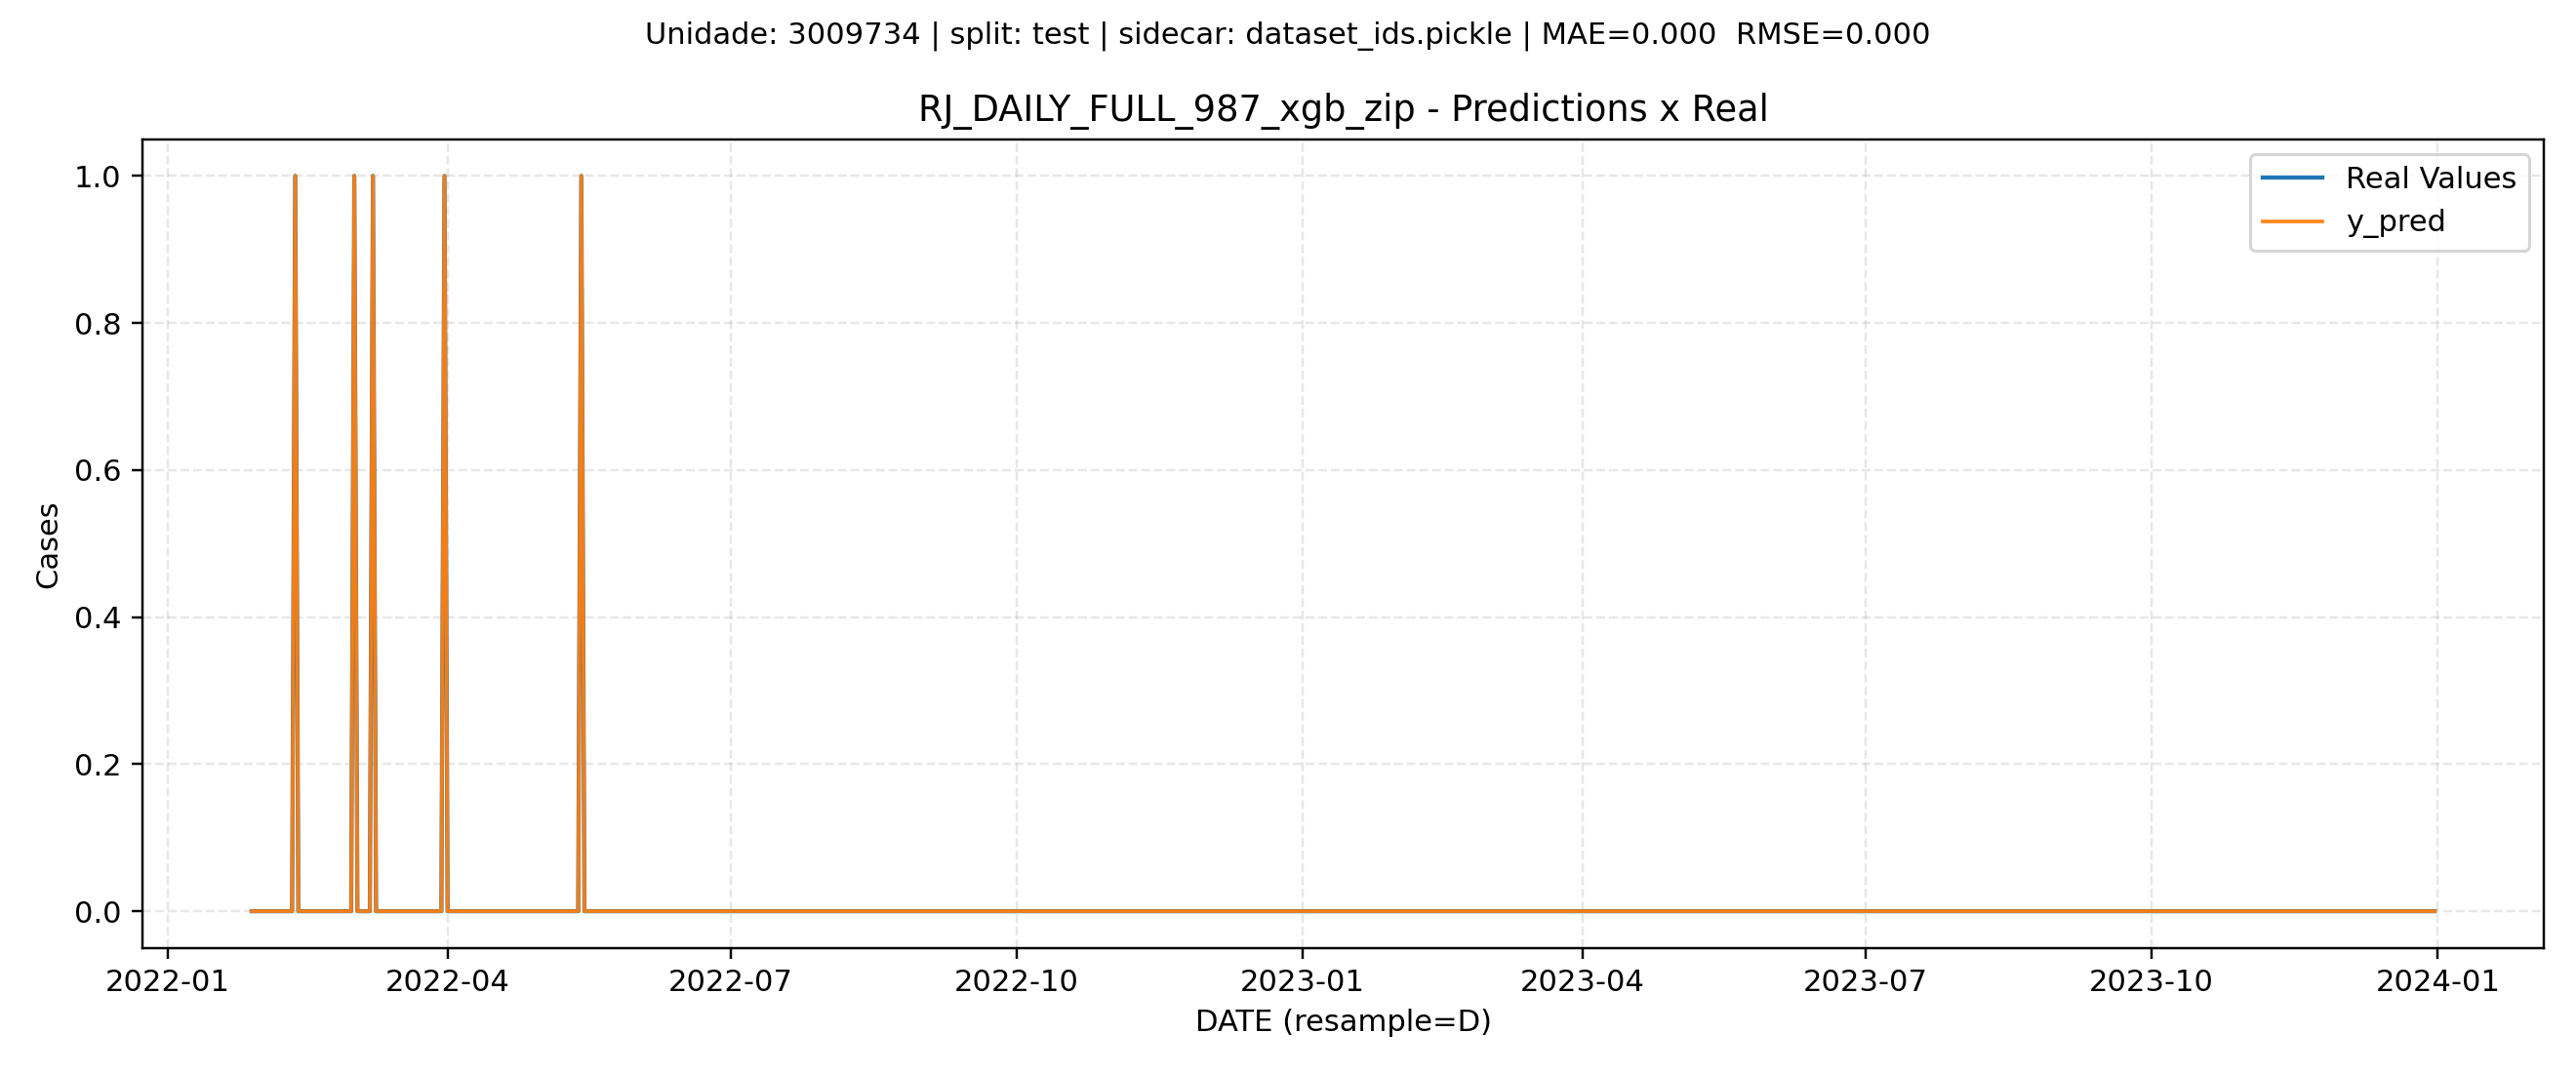 Unidade: 3009734 | split: test | sidecar: dataset_ids.pickle | MAE=0.000  RMSE=0.000
RJ_DAILY_FULL_987_xgb_zip - Predictions x Real
Real Values
y_pred
1.0
0.8
0.6
0.4
0.2
0.0
Cases
2022-01 2022-04 2022-07 2022-10 2023-01 2023-04 2023-07 2023-10 2024-01
DATE (resample=D)